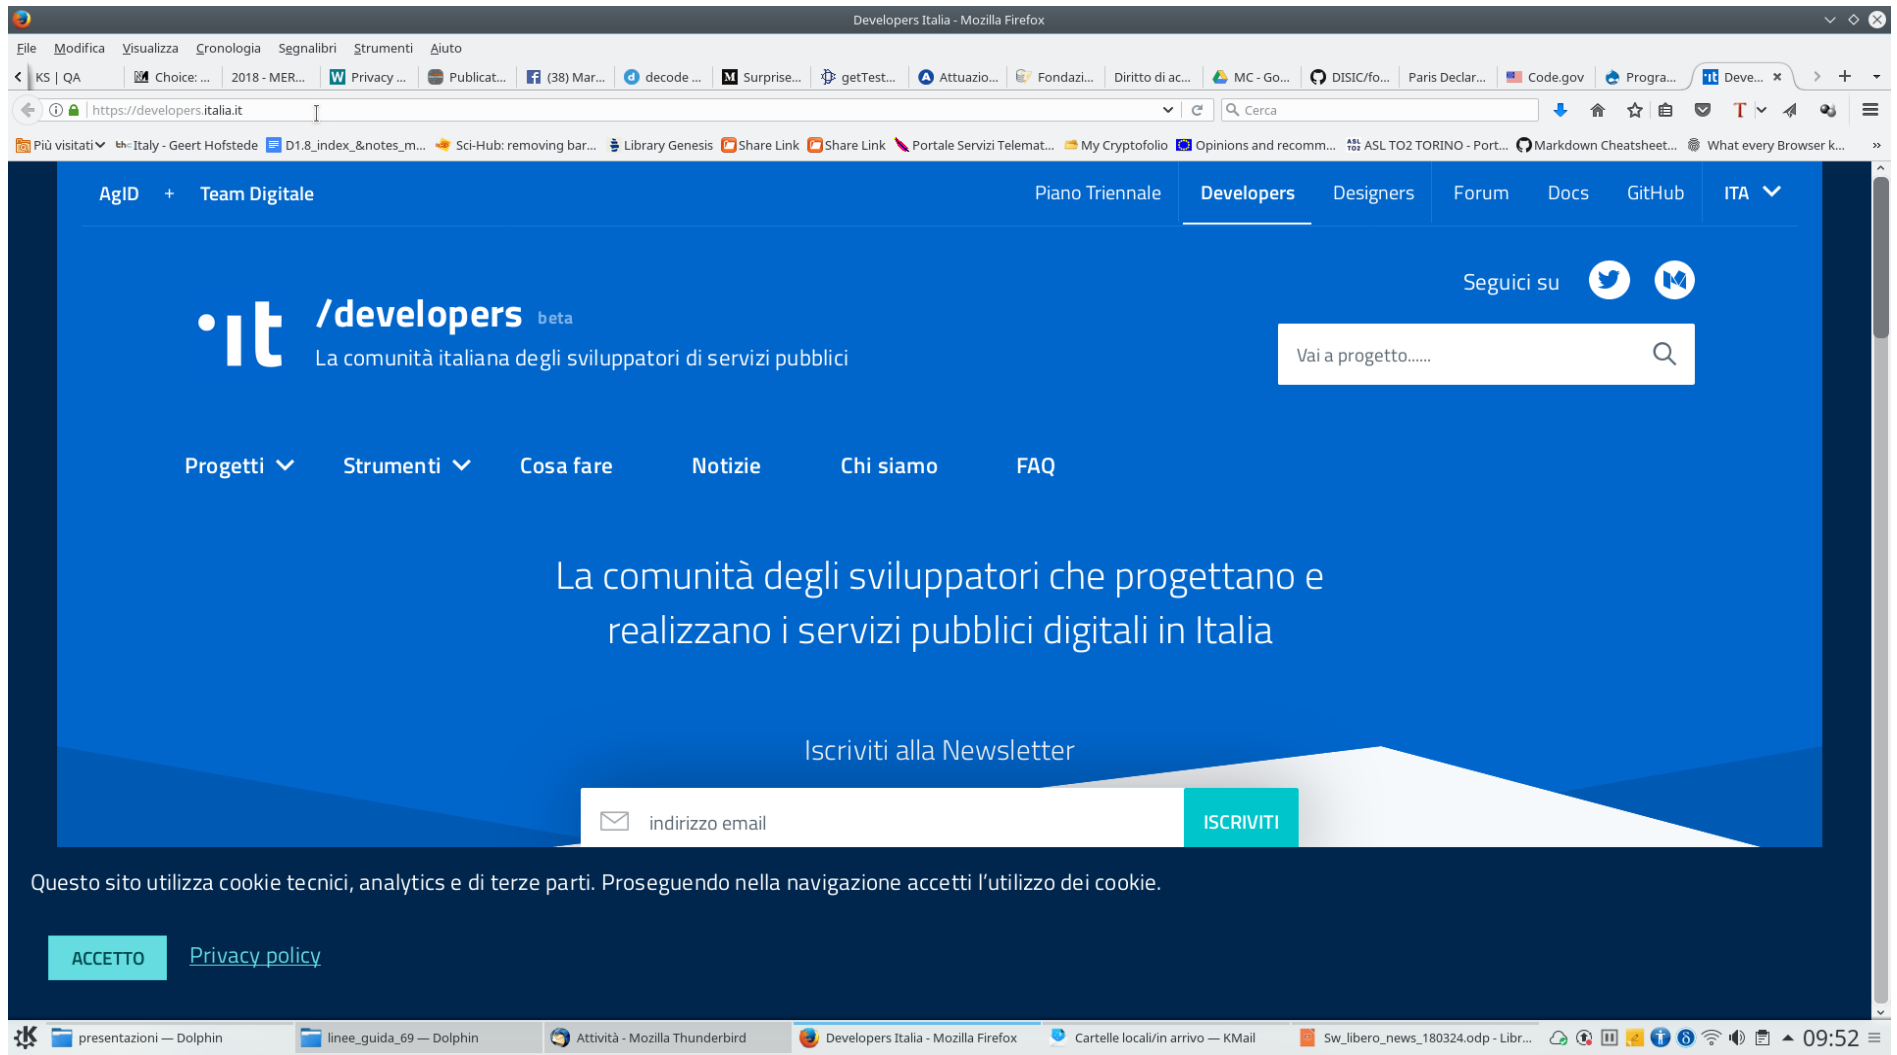 Developers Italia - Mozilla Firefox
File Modifica Visualizza Cronologia Segnalibri Strumenti Aiuto
KS | QA Choice: ... 2018 - MER... Privacy ... Publicat... (38) Mar... decode ... Surprise... getTest... Attuazio... Fondazi... Diritto di ac... MC - Go... DISIC/fo... Paris Declar... Code.gov Progra... Deve...
https://developers.italia.it Cerca
Più visitati Italy - Geert Hofstede D1.8_index_&notes_m... Sci-Hub: removing bar... Library Genesis Share Link Share Link Portale Servizi Telemat... My Cryptofolio Opinions and recomm... ASL TO2 TORINO - Port... Markdown Cheatsheet... What every Browser k...
AgID + Team Digitale Piano Triennale Developers Designers Forum Docs GitHub ITA
Seguici su
·it /developers beta
La comunità italiana degli sviluppatori di servizi pubblici
Vai a progetto......
Progetti Strumenti Cosa fare Notizie Chi siamo FAQ
La comunità degli sviluppatori che progettano e
realizzano i servizi pubblici digitali in Italia
Iscriviti alla Newsletter
indirizzo email ISCRIVITI
Questo sito utilizza cookie tecnici, analytics e di terze parti. Proseguendo nella navigazione accetti l'utilizzo dei cookie.
ACCETTO Privacy policy
presentazioni — Dolphin linee_guida_69 — Dolphin Attività - Mozilla Thunderbird Developers Italia - Mozilla Firefox Cartelle locali/in arrivo — KMail Sw_libero_news_180324.odp - Libr... 09:52